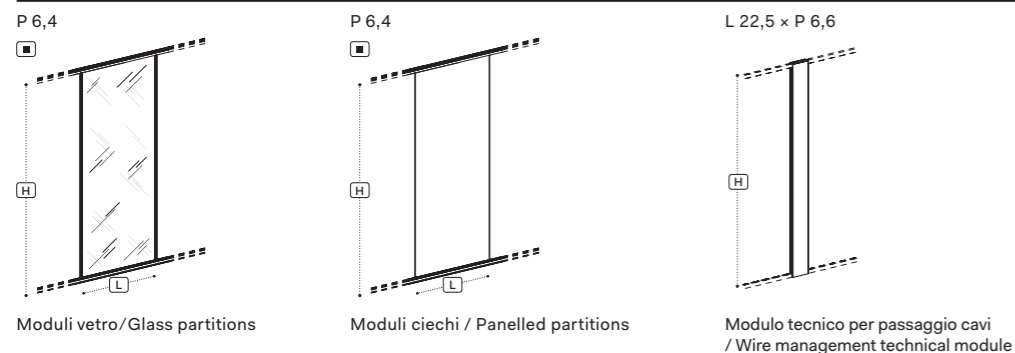 P 6,4
H
L
Moduli vetro/Glass partitions
P 6,4
H
L
Moduli ciechi / Panelled partitions
L 22,5 × P 6,6
H
Modulo tecnico per passaggio cavi
/ Wire management technical module